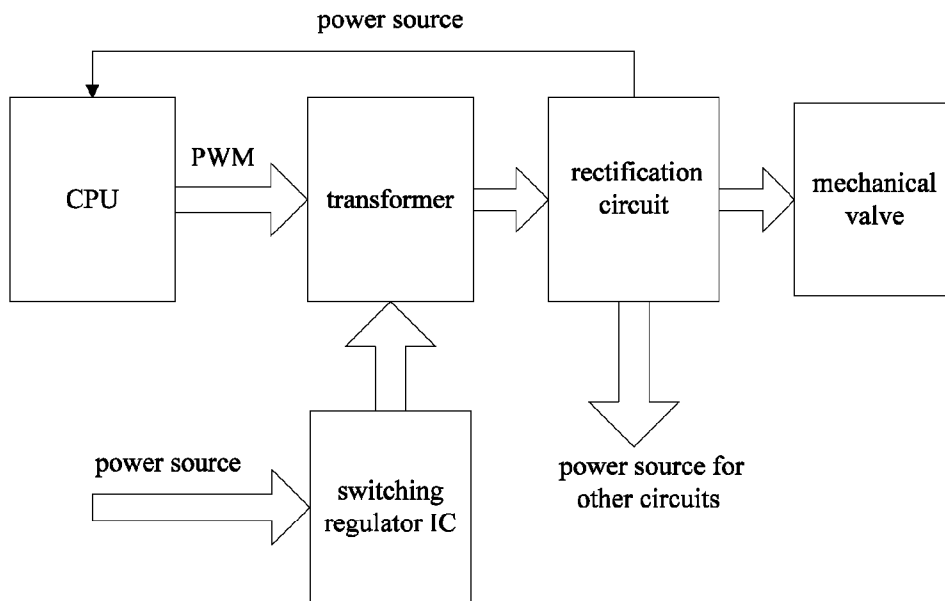 power source
PWM
CPU
transformer
rectification
circuit
mechanical
valve
power source
switching
regulator IC
power source for
other circuits